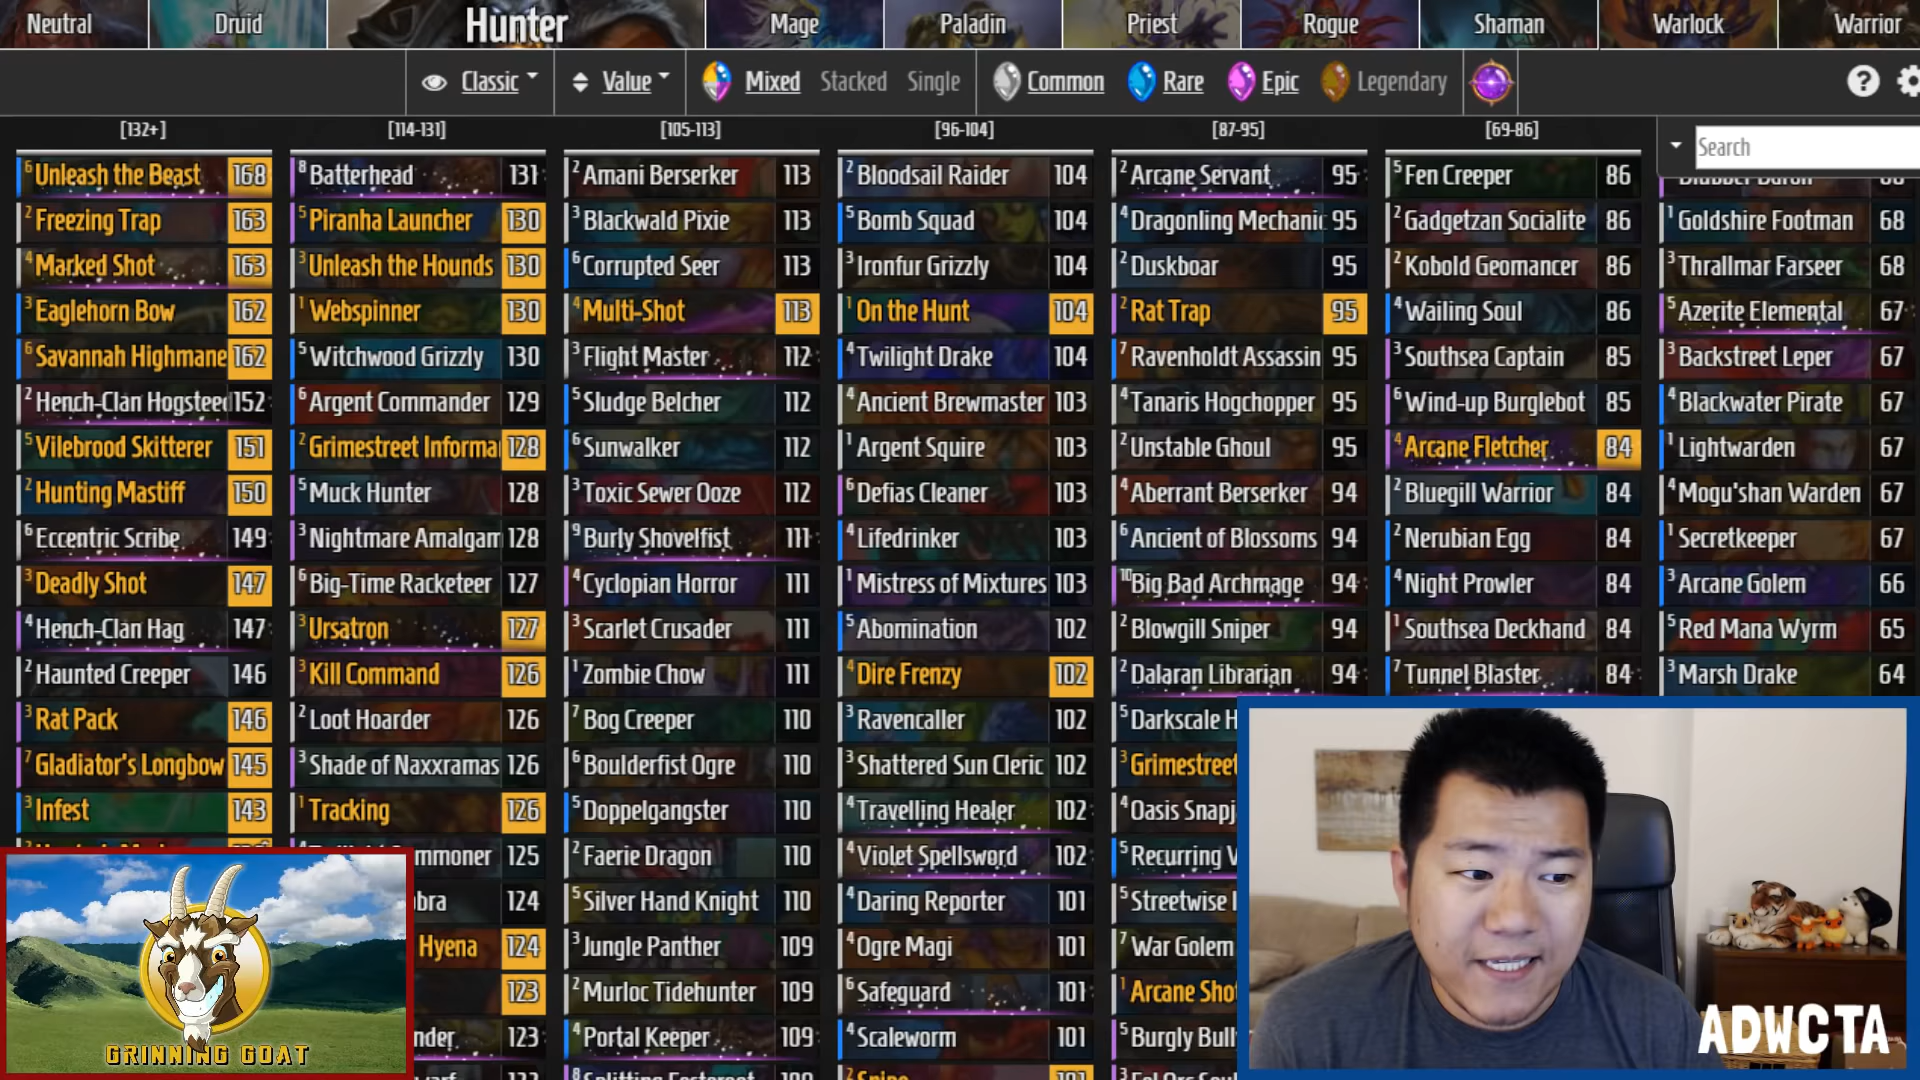 Neutral Druid Hunter Mage Paladin Priest Rogue Shaman Warlock Warrior
Classic Value Mixed Stacked Single Common Rare Epic Legendary ?
[132+] [114-131] [105-113] [96-104] [87-95] [69-86]
Search
6 Unleash the Beast 168
2 Freezing Trap 163
4 Marked Shot 163
3 Eaglehorn Bow 162
6 Savannah Highmane 162
2 Hench-Clan Hogsteed 152
5 Vilebrood Skitterer 151
2 Hunting Mastiff 150
6 Eccentric Scribe 149
3 Deadly Shot 147
4 Hench-Clan Hag 147
2 Haunted Creeper 146
3 Rat Pack 146
7 Gladiator's Longbow 145
3 Infest 143
8 Batterhead 131
5 Piranha Launcher 130
3 Unleash the Hounds 130
1 Webspinner 130
5 Witchwood Grizzly 130
6 Argent Commander 129
2 Grimestreet Informa 128
5 Muck Hunter 128
3 Nightmare Amalgam 128
6 Big-Time Racketeer 127
3 Ursatron 127
3 Kill Command 126
2 Loot Hoarder 126
3 Shade of Naxxramas 126
1 Tracking 126
mmoner 125
bra 124
Hyena 124
123
nder 123
2 Amani Berserker 113
3 Blackwald Pixie 113
6 Corrupted Seer 113
4 Multi-Shot 113
3 Flight Master 112
5 Sludge Belcher 112
6 Sunwalker 112
3 Toxic Sewer Ooze 112
9 Burly Shovelfist 111
4 Cyclopian Horror 111
3 Scarlet Crusader 111
1 Zombie Chow 111
7 Bog Creeper 110
6 Boulderfist Ogre 110
5 Doppelgangster 110
2 Faerie Dragon 110
5 Silver Hand Knight 110
3 Jungle Panther 109
2 Murloc Tidehunter 109
4 Portal Keeper 109
2 Bloodsail Raider 104
5 Bomb Squad 104
3 Ironfur Grizzly 104
1 On the Hunt 104
4 Twilight Drake 104
4 Ancient Brewmaster 103
1 Argent Squire 103
6 Defias Cleaner 103
4 Lifedrinker 103
1 Mistress of Mixtures 103
5 Abomination 102
4 Dire Frenzy 102
3 Ravencaller 102
3 Shattered Sun Cleric 102
4 Travelling Healer 102
4 Violet Spellsword 102
4 Daring Reporter 101
4 Ogre Magi 101
6 Safeguard 101
4 Scaleworm 101
2 Snipe 101
2 Arcane Servant 95
4 Dragonling Mechanic 95
2 Duskboar 95
2 Rat Trap 95
7 Ravenholdt Assassin 95
4 Tanaris Hogchopper 95
2 Unstable Ghoul 95
4 Aberrant Berserker 94
6 Ancient of Blossoms 94
10 Big Bad Archmage 94
2 Blowgill Sniper 94
2 Dalaran Librarian 94
5 Darkscale H
3 Grimestreet
4 Oasis Snapj
5 Recurring V
5 Streetwise I
7 War Golem
1 Arcane Sho
5 Burgly Bull
5 Fen Creeper 86
2 Gadgetzan Socialite 86
2 Kobold Geomancer 86
4 Wailing Soul 86
3 Southsea Captain 85
6 Wind-up Burglebot 85
4 Arcane Fletcher 84
2 Bluegill Warrior 84
2 Nerubian Egg 84
4 Night Prowler 84
1 Southsea Deckhand 84
7 Tunnel Blaster 84
1 Goldshire Footman 68
3 Thrallmar Farseer 68
5 Azerite Elemental 67
3 Backstreet Leper 67
4 Blackwater Pirate 67
1 Lightwarden 67
4 Mogu'shan Warden 67
1 Secretkeeper 67
3 Arcane Golem 66
5 Red Mana Wyrm 65
3 Marsh Drake 64
GRINNING GOAT
ADWCTA